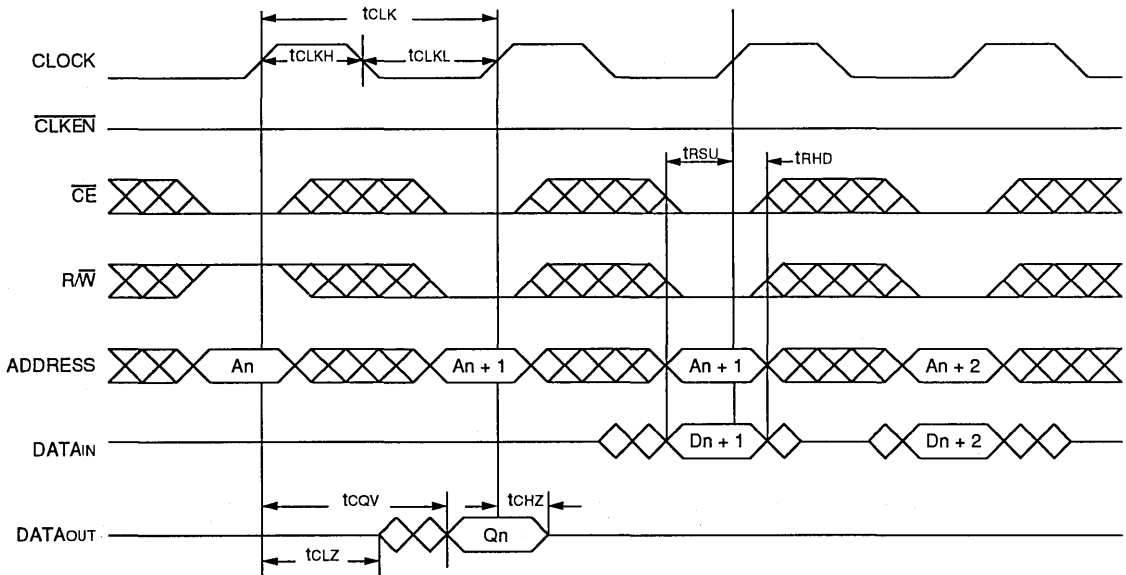 tCLK
CLOCK tCLKH tCLKL
CLKEN
tRSU tRHD
CE
R/W
ADDRESS An An + 1 An + 1 An + 2
DATAIN Dn + 1 Dn + 2
tCQV tCHZ
DATAOUT Qn
tCLZ